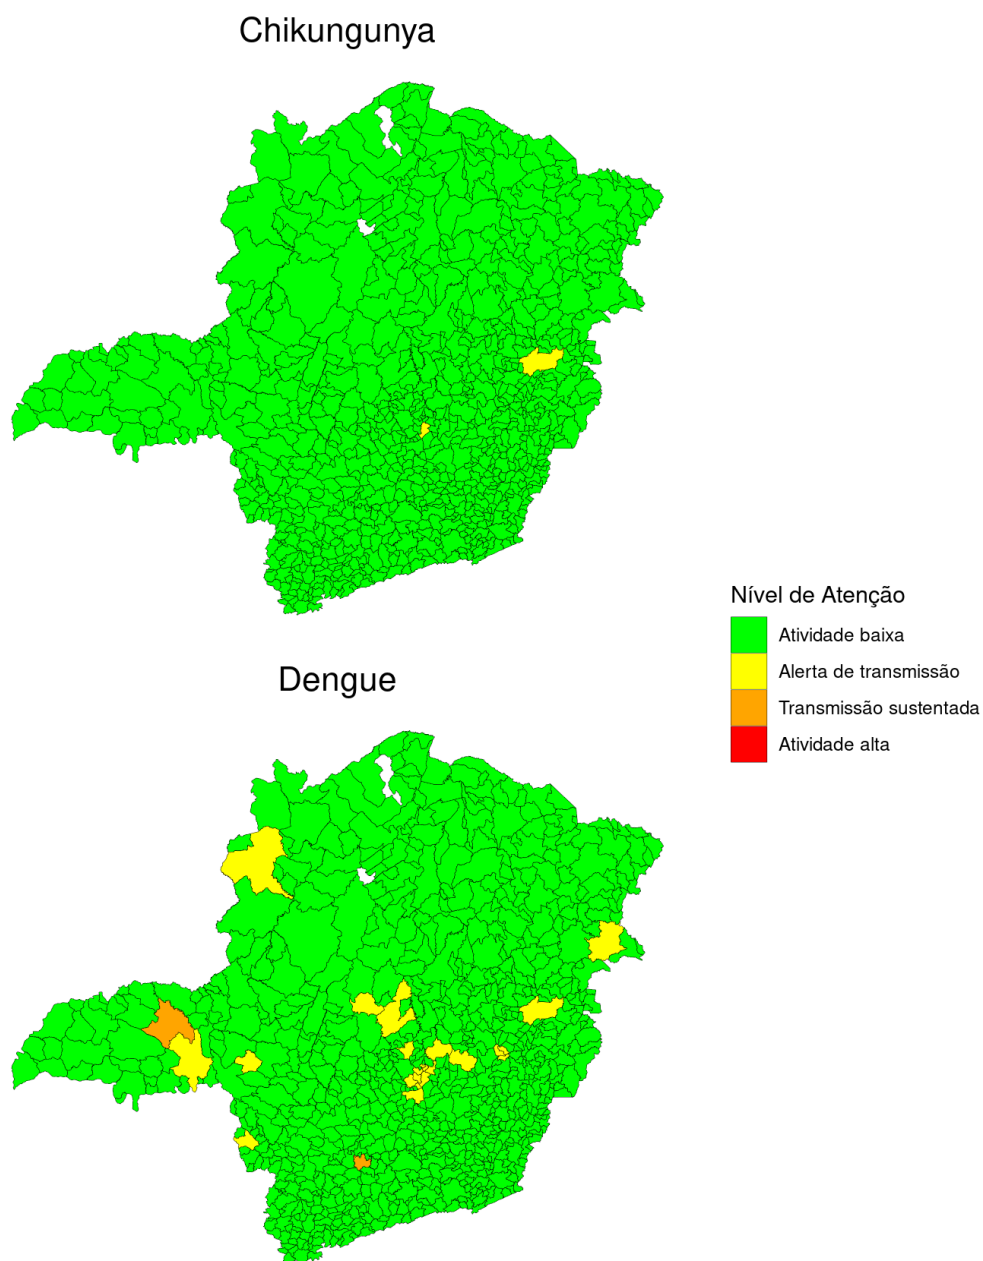 Chikungunya
Nível de Atenção
Atividade baixa
Alerta de transmissão
Transmissão sustentada
Atividade alta
Dengue